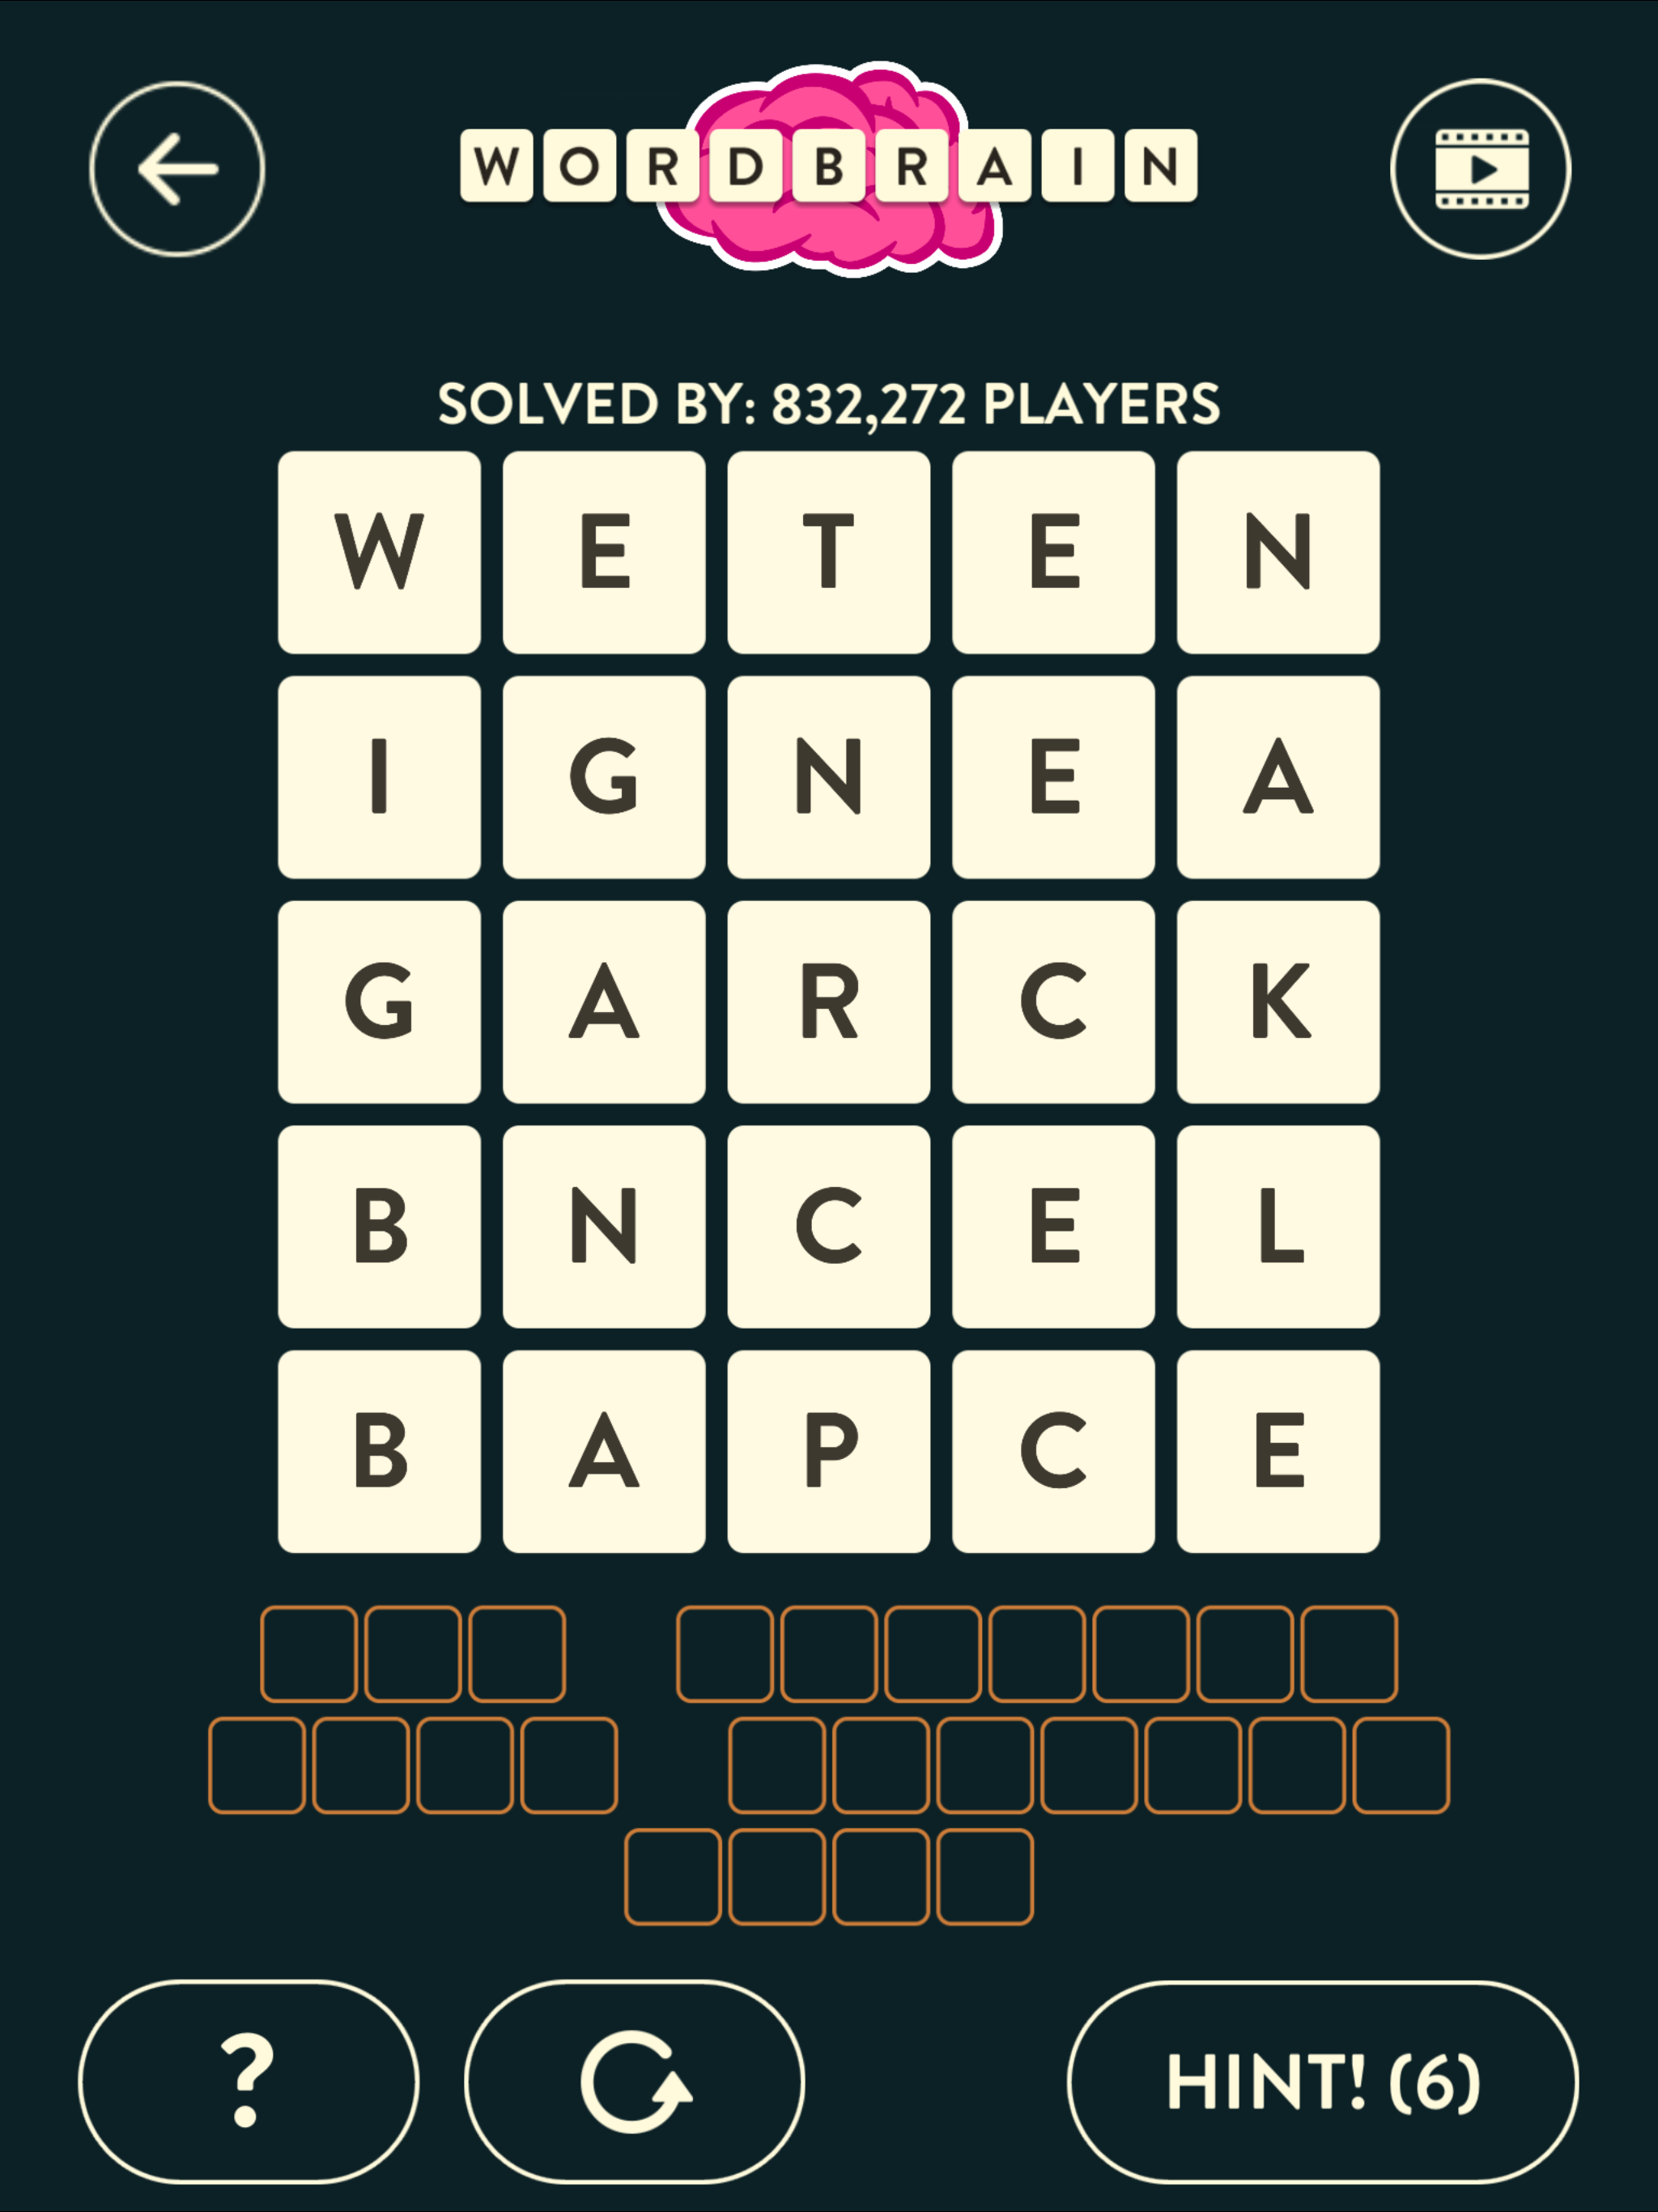 WORDBRAIN
SOLVED BY: 832,272 PLAYERS
W E T E N
I G N E A
G A R C K
B N C E L
B A P C E
? HINT! (6)